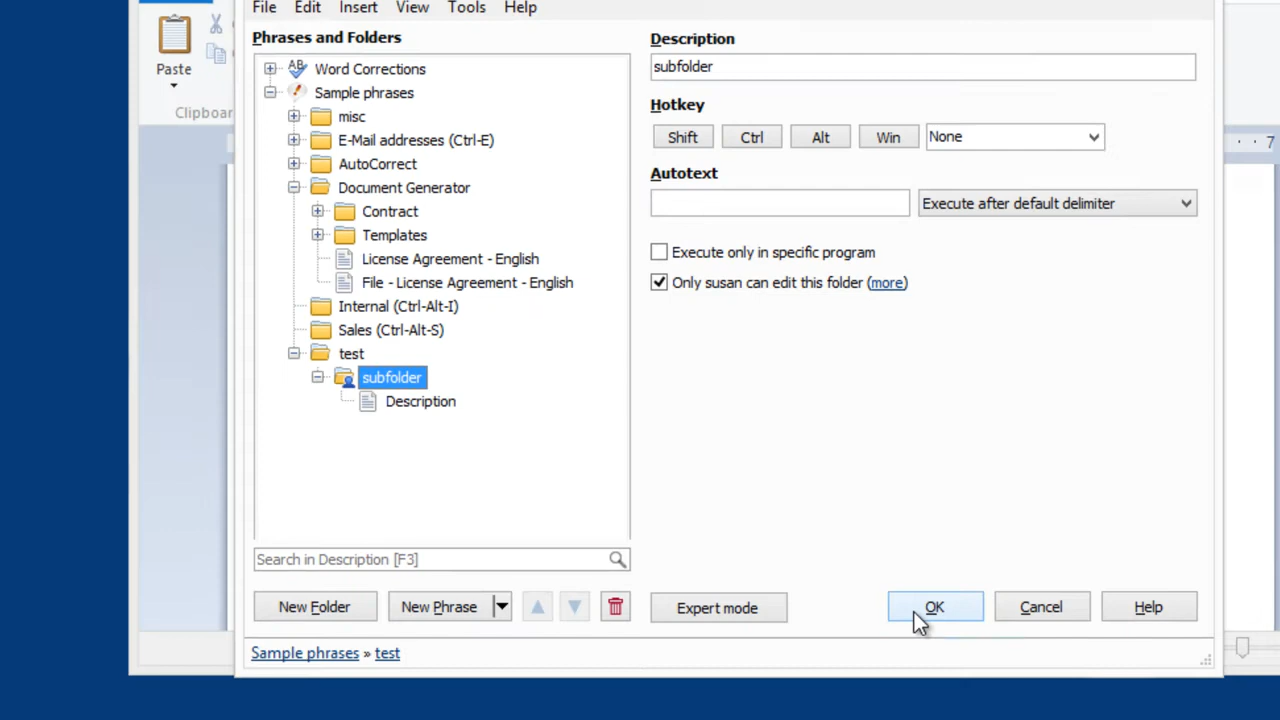 File Edit Insert View Tools Help
Paste
Clipboar
Phrases and Folders
Word Corrections
Sample phrases
misc
E-Mail addresses (Ctrl-E)
AutoCorrect
Document Generator
Contract
Templates
License Agreement - English
File - License Agreement - English
Internal (Ctrl-Alt-I)
Sales (Ctrl-Alt-S)
test
subfolder
Description
Search in Description [F3]
New Folder
New Phrase
Description
subfolder
Hotkey
Shift Ctrl Alt Win None
Autotext
Execute after default delimiter
Execute only in specific program
Only susan can edit this folder (more)
Expert mode
OK
Cancel
Help
Sample phrases » test
7